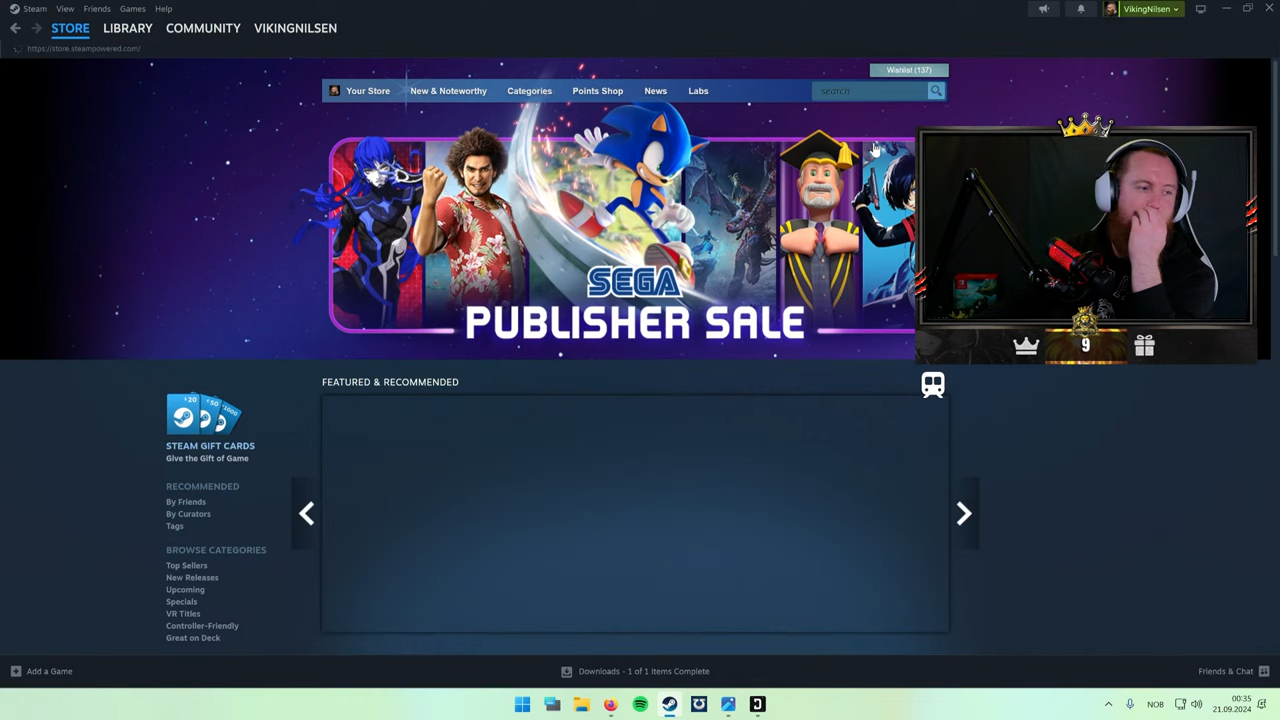 Steam View Friends Games Help
VikingNilsen
STORE LIBRARY COMMUNITY VIKINGNILSEN
https://store.steampowered.com/
Wishlist (137)
Your Store New & Noteworthy Categories Points Shop News Labs
search
SEGA
PUBLISHER SALE
9
FEATURED & RECOMMENDED
$20 €50 1000
STEAM GIFT CARDS
Give the Gift of Game
RECOMMENDED
By Friends
By Curators
Tags
BROWSE CATEGORIES
Top Sellers
New Releases
Upcoming
Specials
VR Titles
Controller-Friendly
Great on Deck
Add a Game
Downloads - 1 of 1 Items Complete
Friends & Chat
NOB
00:35
21.09.2024